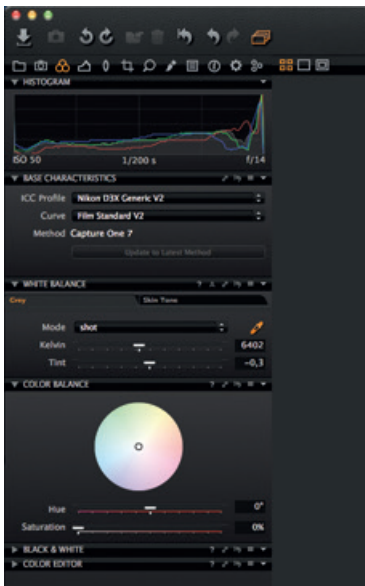 HISTOGRAM
ISO 50 1/200 s f/14
BASE CHARACTERISTICS
ICC Profile Nikon D3X Generic V2
Curve Film Standard V2
Method Capture One 7
Update to Latest Method
WHITE BALANCE ?
Grey Skin Tone
Mode shot
Kelvin 6402
Tint -0,3
COLOR BALANCE ?
Hue 0°
Saturation 0%
BLACK & WHITE ?
COLOR EDITOR ?